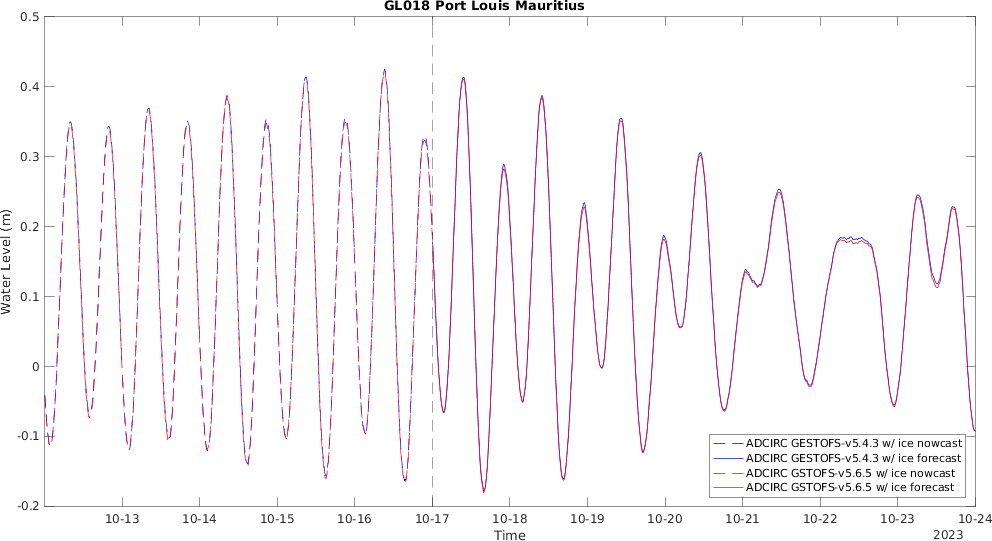 GL018 Port Louis Mauritius
0.5
0.4
0.3
0.2
0.1
0
-0.1
-0.2
Water Level (m)
10-13 10-14 10-15 10-16 10-17 10-18 10-19 10-20 10-21 10-22 10-23 10-24
Time
2023
ADCIRC GESTOFS-v5.4.3 w/ ice nowcast
ADCIRC GESTOFS-v5.4.3 w/ ice forecast
ADCIRC GSTOFS-v5.6.5 w/ ice nowcast
ADCIRC GSTOFS-v5.6.5 w/ ice forecast